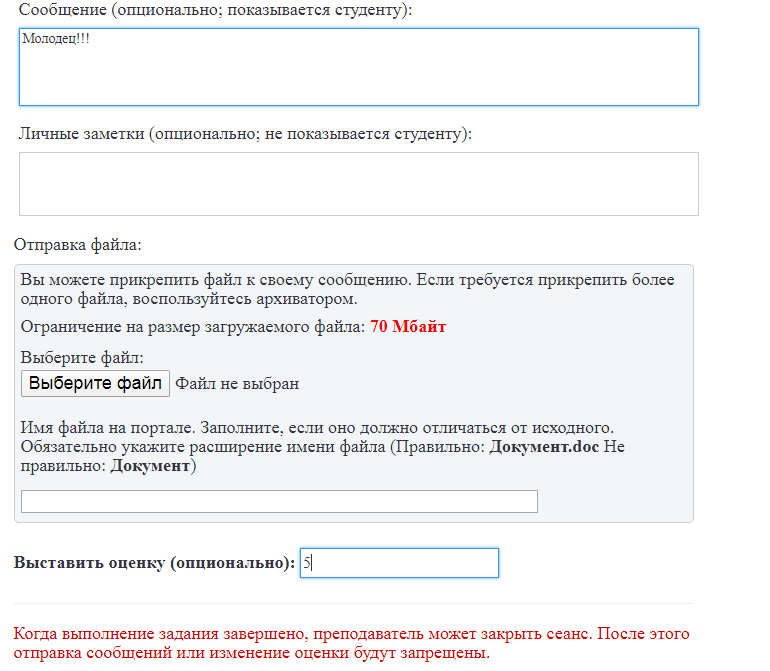 Сообщение (опционально; показывается студенту):
Молодец!!!
Личные заметки (опционально; не показывается студенту):
Отправка файла:
Вы можете прикрепить файл к своему сообщению. Если требуется прикрепить более
одного файла, воспользуйтесь архиватором.
Ограничение на размер загружаемого файла: 70 Мбайт
Выберите файл:
Выберите файл Файл не выбран
Имя файла на портале. Заполните, если оно должно отличаться от исходного.
Обязательно укажите расширение имени файла (Правильно: Документ.doc Не
правильно: Документ)
Выставить оценку (опционально): 5
Когда выполнение задания завершено, преподаватель может закрыть сеанс. После этого
отправка сообщений или изменение оценки будут запрещены.